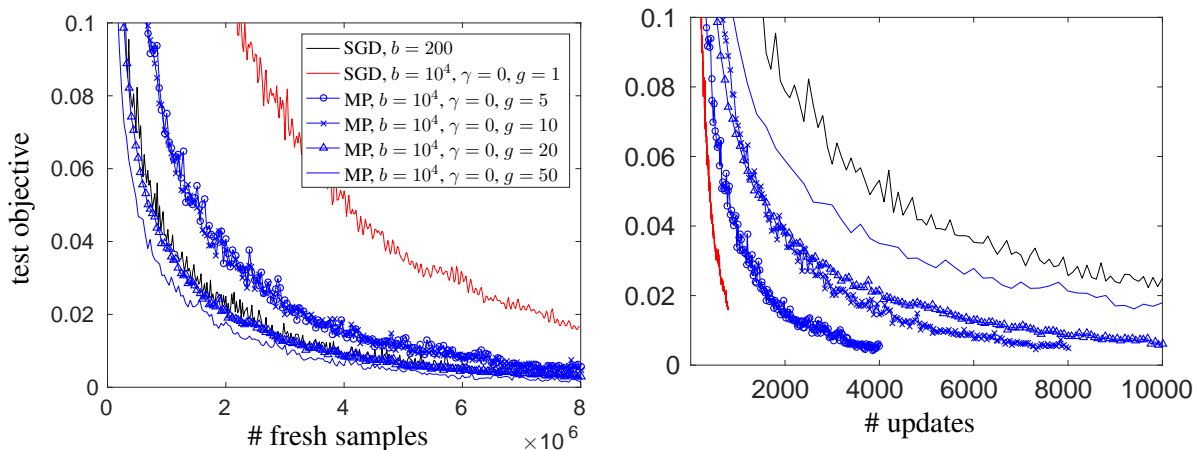 test objective
0.1
0.08
0.06
0.04
0.02
0
0
2
4
6
8
# fresh samples
×10^6
SGD, b = 200
SGD, b = 10^4, γ = 0, g = 1
MP, b = 10^4, γ = 0, g = 5
MP, b = 10^4, γ = 0, g = 10
MP, b = 10^4, γ = 0, g = 20
MP, b = 10^4, γ = 0, g = 50
0.1
0.08
0.06
0.04
0.02
0
2000
4000
6000
8000
10000
# updates